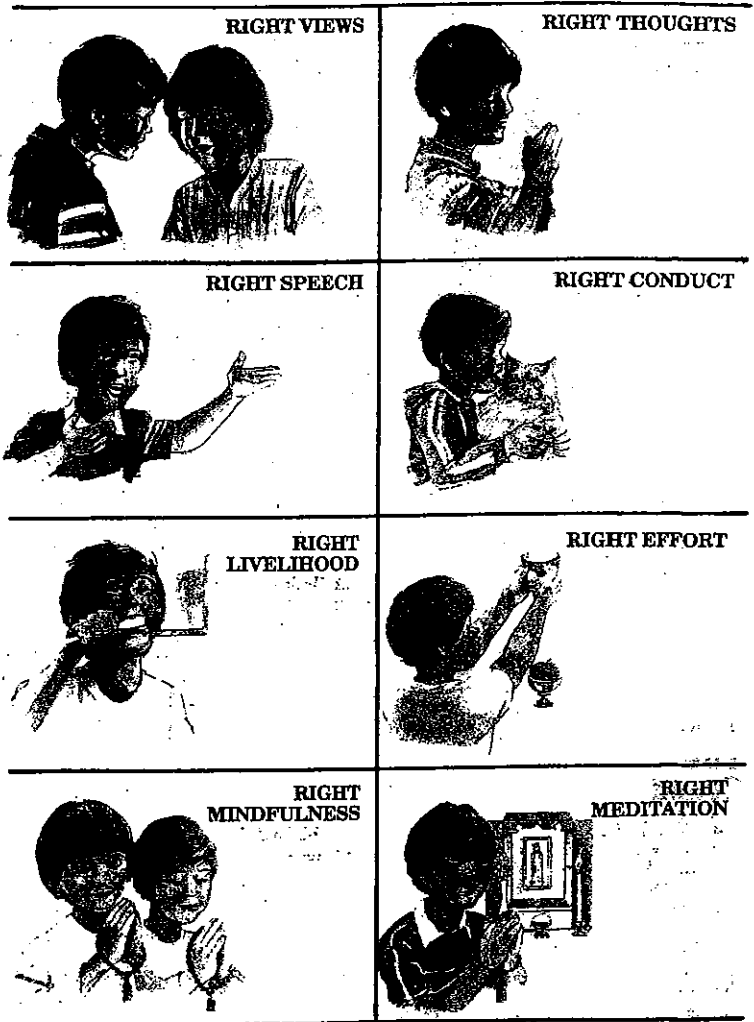 RIGHT VIEWS
RIGHT THOUGHTS
RIGHT SPEECH
RIGHT CONDUCT
RIGHT
LIVELIHOOD
RIGHT EFFORT
RIGHT
MINDFULNESS
RIGHT
MEDITATION